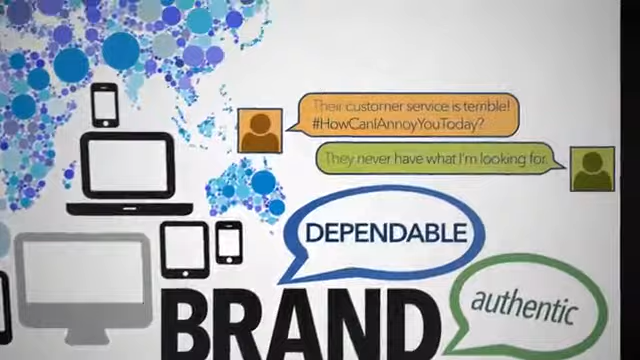 Their customer service is terrible!
#HowCanIAnnoyYouToday?
They never have what I'm looking for.
DEPENDABLE
authentic
BRAND